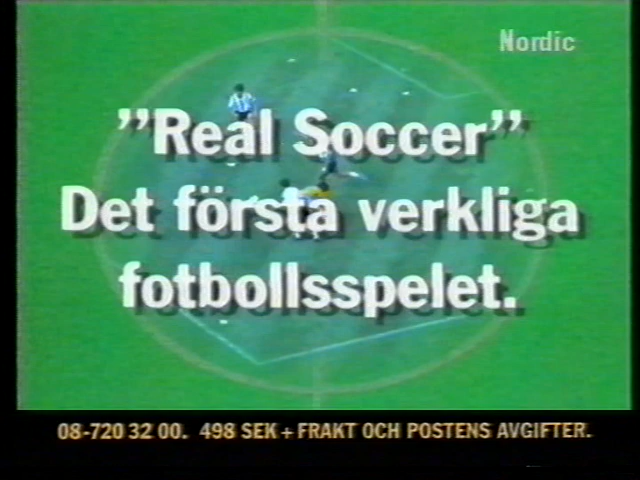 Nordic
”Real Soccer”
Det första verkliga
fotbollsspelet.
08-720 32 00. 498 SEK + FRAKT OCH POSTENS AVGIFTER.